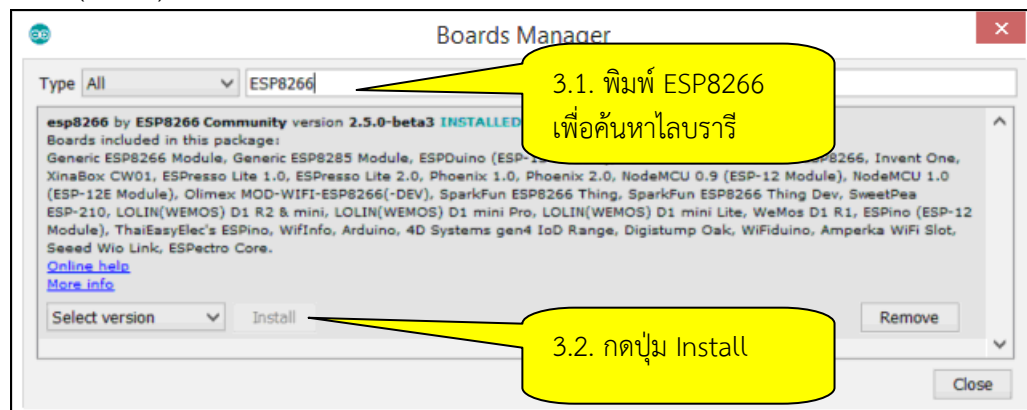 Boards Manager
Type All ESP8266
3.1. พิมพ์ ESP8266
เพื่อค้นหาไลบรารี
esp8266 by ESP8266 Community version 2.5.0-beta3 INSTALLED
Boards included in this package:
Generic ESP8266 Module, Generic ESP8285 Module, ESPDuino (ESP-13 8266, Invent One,
XinaBox CW01, ESPresso Lite 1.0, ESPresso Lite 2.0, Phoenix 1.0, Phoenix 2.0, NodeMCU 0.9 (ESP-12 Module), NodeMCU 1.0
(ESP-12E Module), Olimex MOD-WIFI-ESP8266(-DEV), SparkFun ESP8266 Thing, SparkFun ESP8266 Thing Dev, SweetPea
ESP-210, LOLIN(WEMOS) D1 R2 & mini, LOLIN(WEMOS) D1 mini Pro, LOLIN(WEMOS) D1 mini Lite, WeMos D1 R1, ESPino (ESP-12
Module), ThaiEasyElec's ESPino, WifInfo, Arduino, 4D Systems gen4 IoD Range, Digistump Oak, WiFiduino, Amperka WiFi Slot,
Seeed Wio Link, ESPectro Core.
Online help
More info
Select version Install Remove
3.2. กดปุ่ม Install
Close